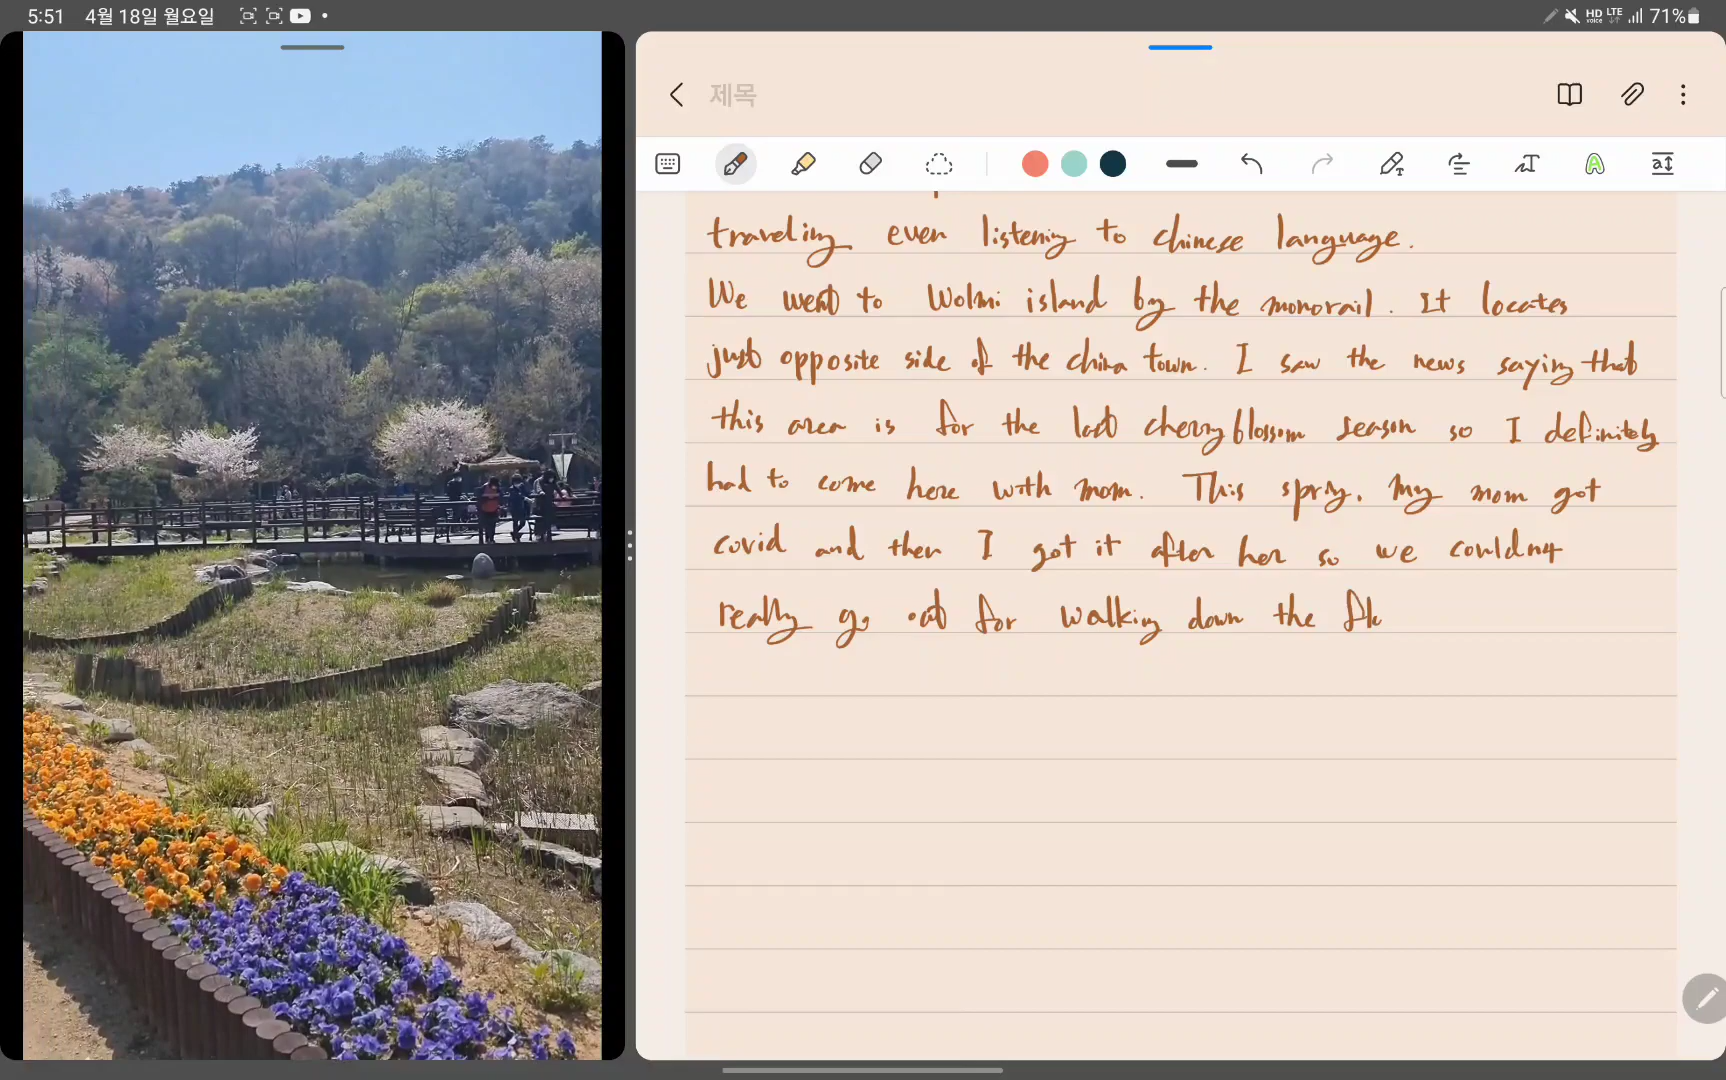 5:51 4월 18일 월요일
HD voice LTE 71%
제목
traveling even listening to chinese language.
We went to Wolmi island by the monorail. It locates
just opposite side of the china town. I saw the news saying that
this area is for the last cherry blossom season so I definitely
had to come here with mom. This spring, My mom got
covid and then I got it after her so we couldn't
really go out for walking down the